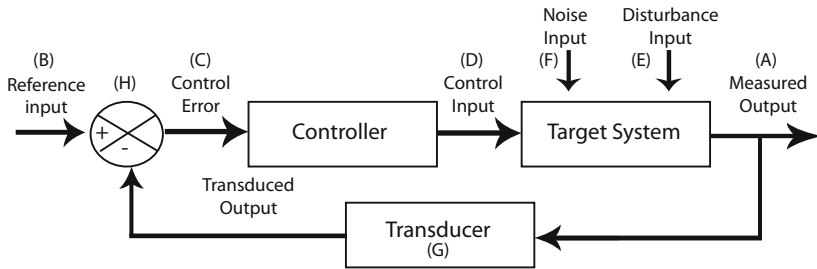 (B)
Reference
input
(H)
+
-
(C)
Control
Error
Controller
(D)
Control
Input
Noise
Input
(F)
Disturbance
Input
(E)
Target System
(A)
Measured
Output
Transduced
Output
Transducer
(G)